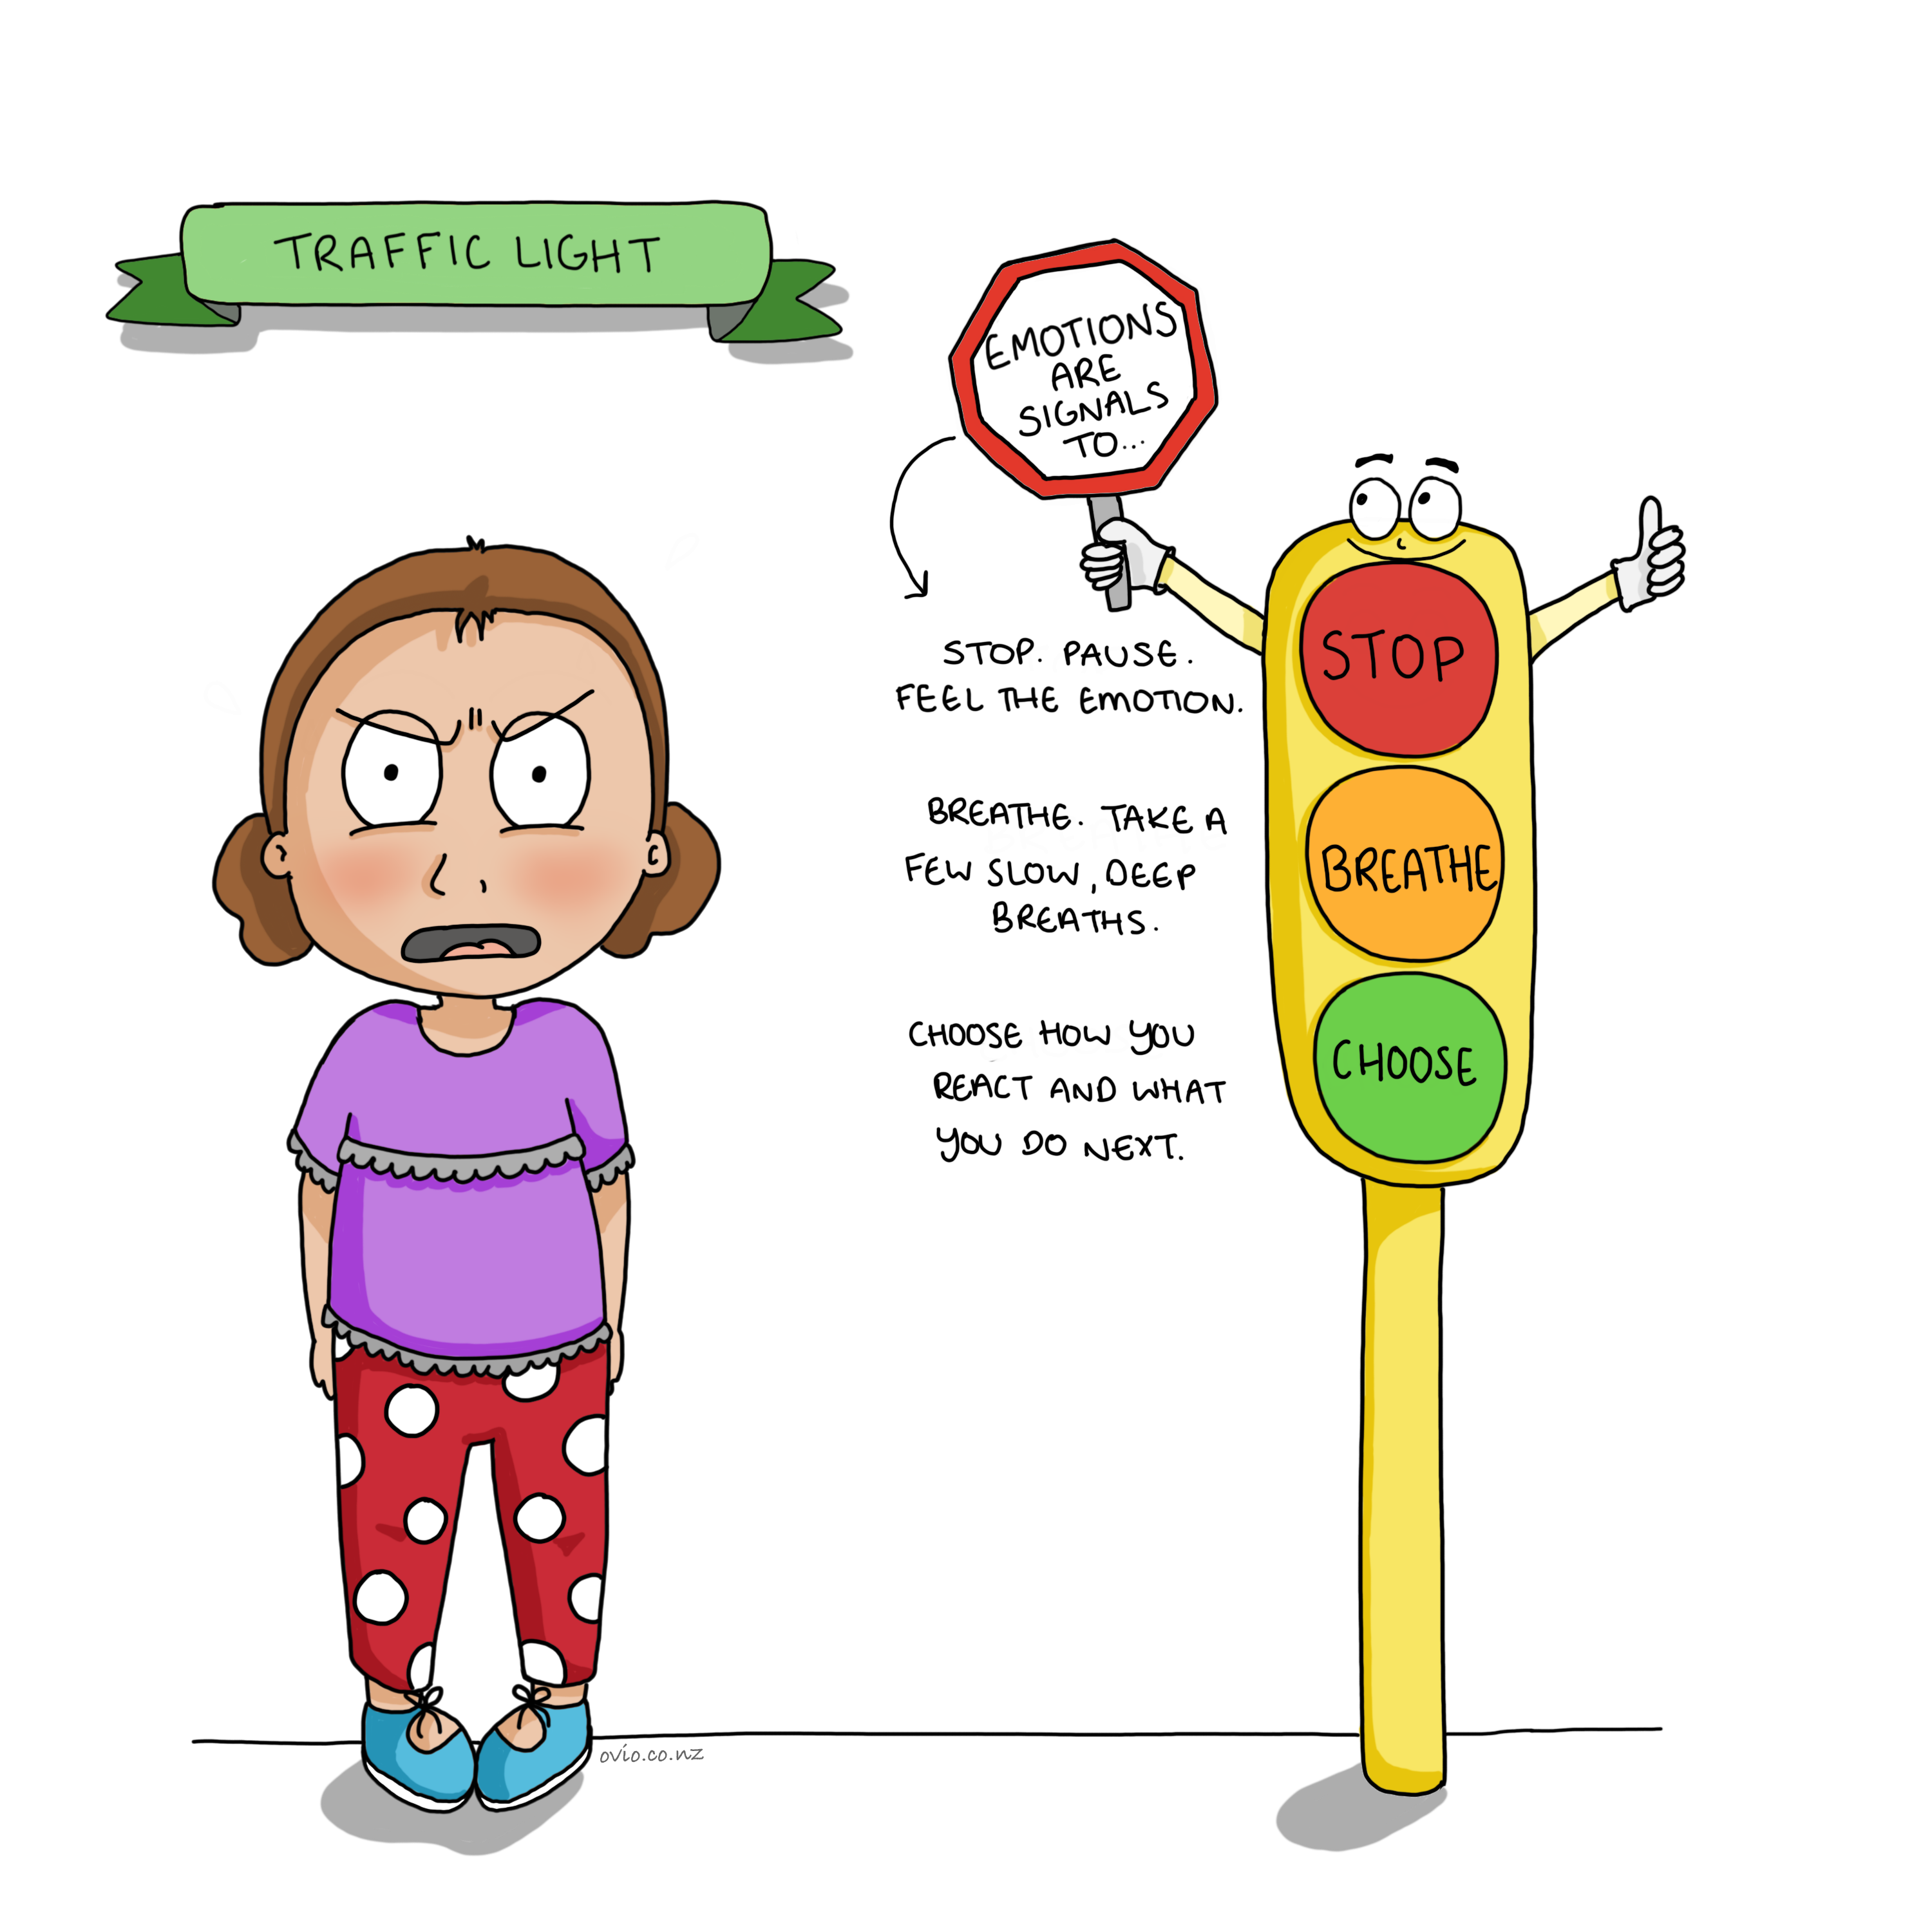 TRAFFIC LIGHT
EMOTIONS
ARE
SIGNALS
TO...
STOP. PAUSE.
FEEL THE EMOTION.
BREATHE. TAKE A
FEW SLOW, DEEP
BREATHS.
CHOOSE HOW YOU
REACT AND WHAT
YOU DO NEXT.
STOP
BREATHE
CHOOSE
ovio.co.nz